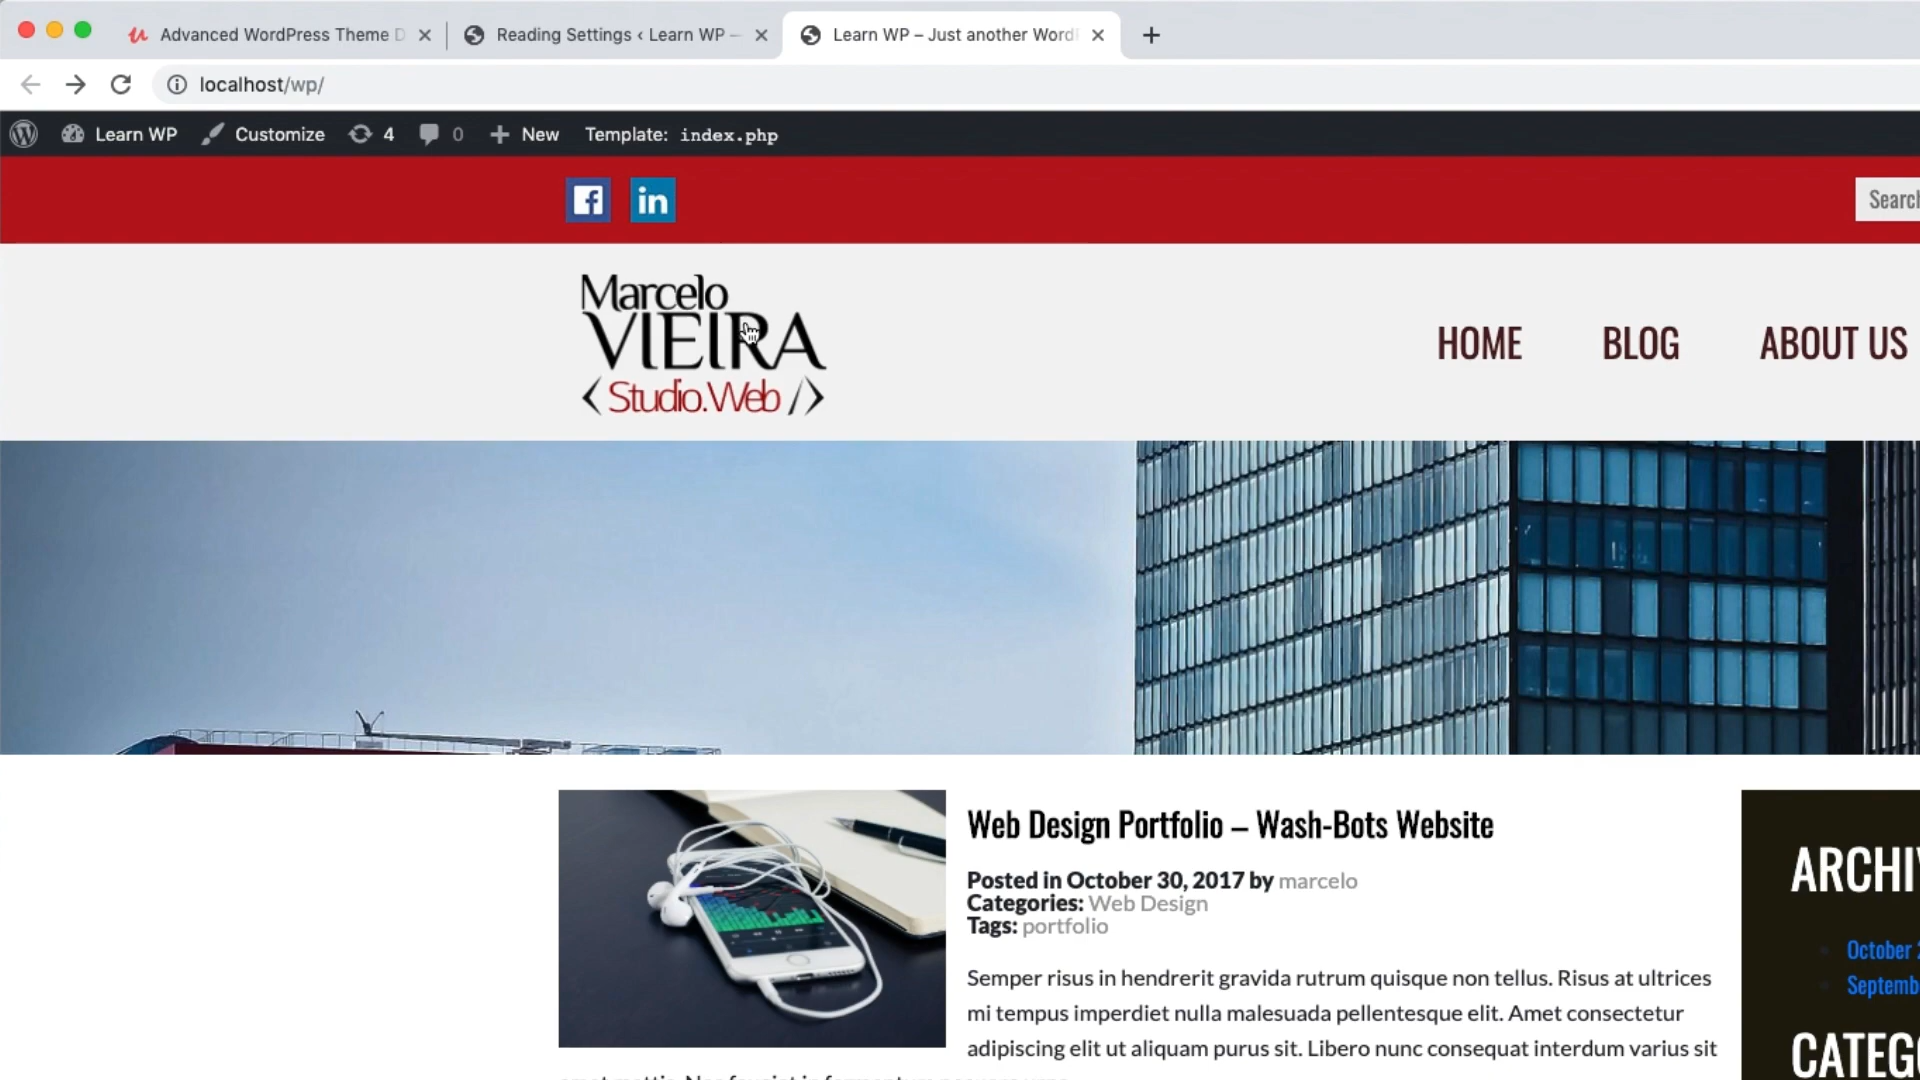 Advanced WordPress Theme D
Reading Settings ‹ Learn WP —
Learn WP – Just another Word
localhost/wp/
Learn WP
Customize
4
0
New
Template: index.php
in
Search
Marcelo
VIEIRA
< Studio.Web />
HOME
BLOG
ABOUT US
Web Design Portfolio – Wash-Bots Website
Posted in October 30, 2017 by marcelo
Categories: Web Design
Tags: portfolio
Semper risus in hendrerit gravida rutrum quisque non tellus. Risus at ultrices
mi tempus imperdiet nulla malesuada pellentesque elit. Amet consectetur
adipiscing elit ut aliquam purus sit. Libero nunc consequat interdum varius sit
ARCHIV
October 2
Septemb
CATEG